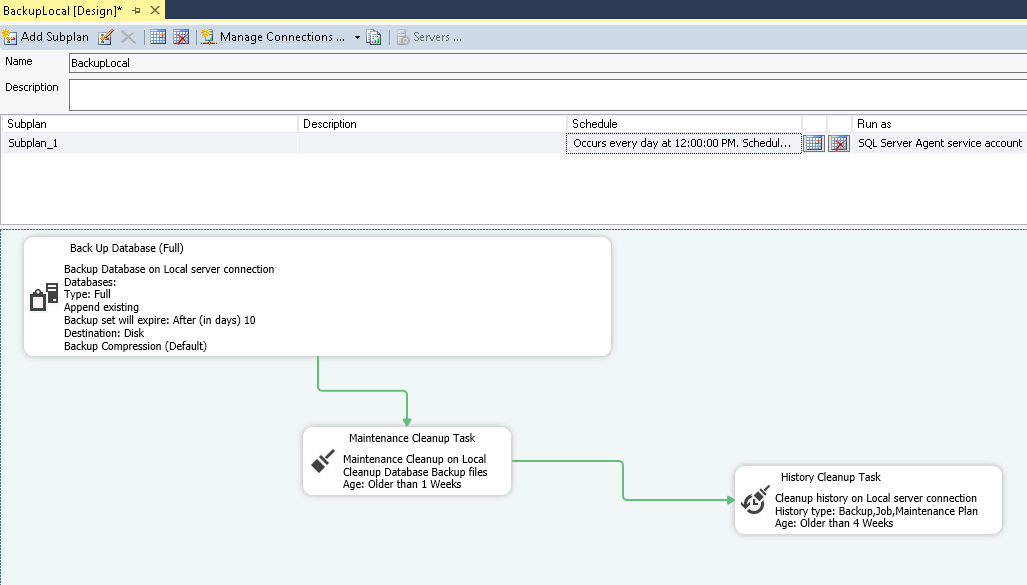 BackupLocal [Design]*
Add Subplan
Manage Connections ...
Servers ...
Name
BackupLocal
Description
Subplan Description Schedule Run as
Subplan_1 Occurs every day at 12:00:00 PM. Schedul... SQL Server Agent service account
Back Up Database (Full)
Backup Database on Local server connection
Databases:
Type: Full
Append existing
Backup set will expire: After (in days) 10
Destination: Disk
Backup Compression (Default)
Maintenance Cleanup Task
Maintenance Cleanup on Local
Cleanup Database Backup files
Age: Older than 1 Weeks
History Cleanup Task
Cleanup history on Local server connection
History type: Backup,Job,Maintenance Plan
Age: Older than 4 Weeks